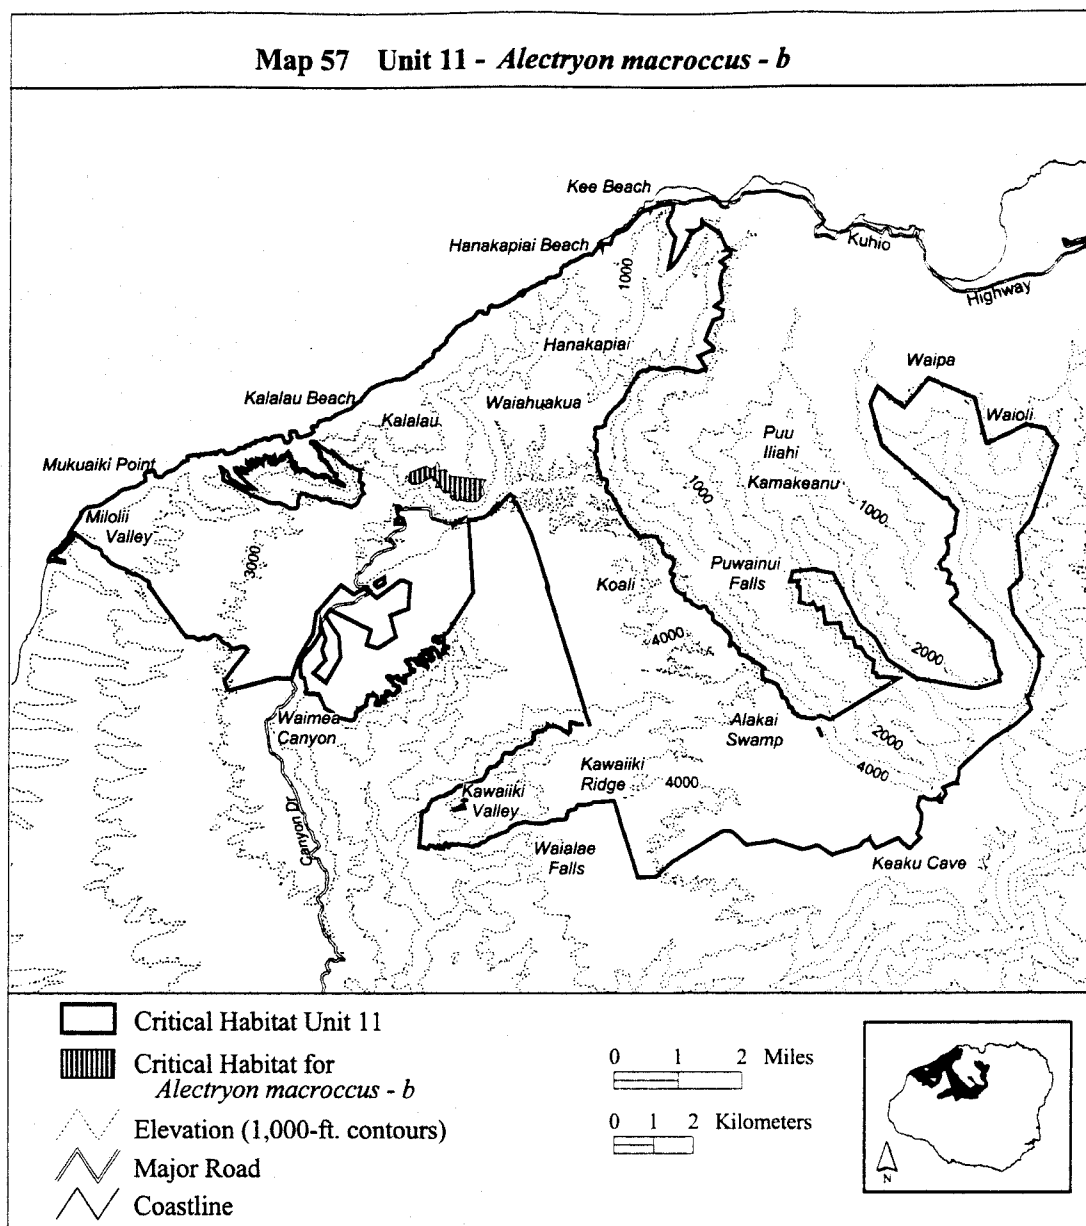 Map 57 Unit 11 - Alectryon macroccus - b
Kee Beach
Hanakapiai Beach
Kuhio
Highway
1000
Hanakapiai
Waipa
Kalalau Beach
Waiahuakua
Kalalau
Waioli
Puu
Iliahi
Mukuaiki Point
Kamakeanu
1000
1000
Milolii
Valley
3000
Puwainui
Falls
Koali
4000
2000
Waimea
Canyon
Alakai
Swamp
2000
4000
Kawaiiki
Ridge
4000
Kawaiiki
Valley
Canyon Dr
Waialae
Falls
Keaku Cave
Critical Habitat Unit 11
Critical Habitat for
Alectryon macroccus - b
Elevation (1,000-ft. contours)
Major Road
Coastline
0 1 2 Miles
0 1 2 Kilometers
N